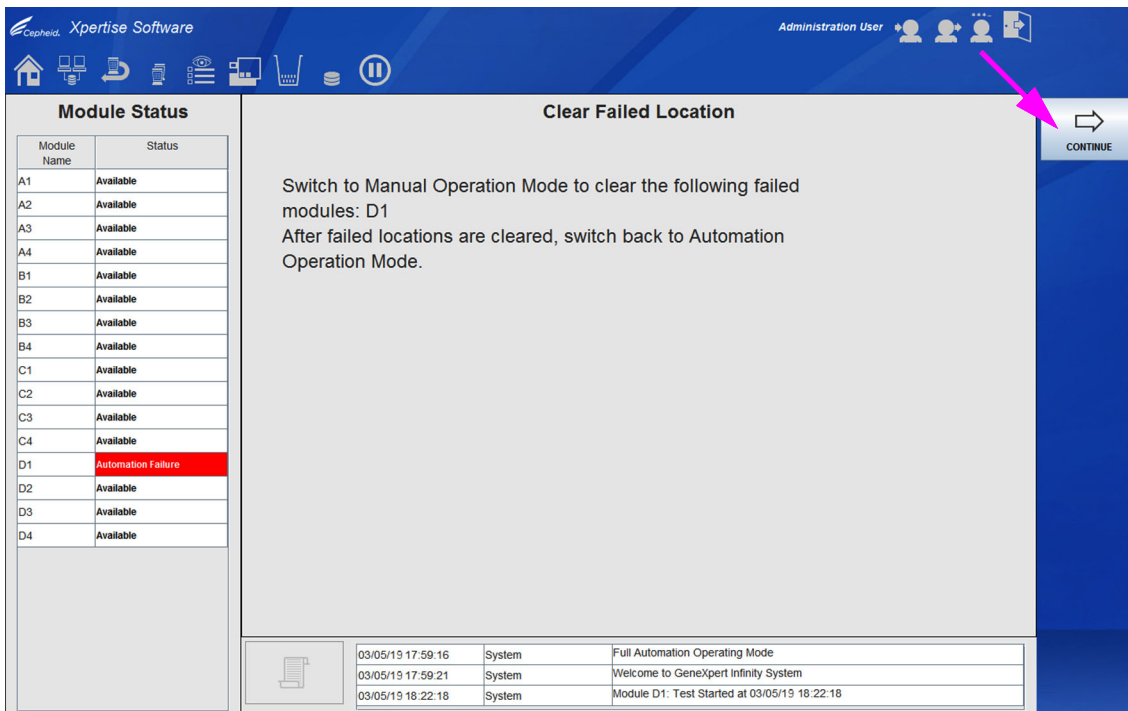 Cepheid. Xpertise Software
Administration User
Module Status
Module Name Status
A1 Available
A2 Available
A3 Available
A4 Available
B1 Available
B2 Available
B3 Available
B4 Available
C1 Available
C2 Available
C3 Available
C4 Available
D1 Automation Failure
D2 Available
D3 Available
D4 Available
Clear Failed Location
Switch to Manual Operation Mode to clear the following failed
modules: D1
After failed locations are cleared, switch back to Automation
Operation Mode.
CONTINUE
03/05/19 17:59:16 System Full Automation Operating Mode
03/05/19 17:59:21 System Welcome to GeneXpert Infinity System
03/05/19 18:22:18 System Module D1: Test Started at 03/05/19 18:22:18